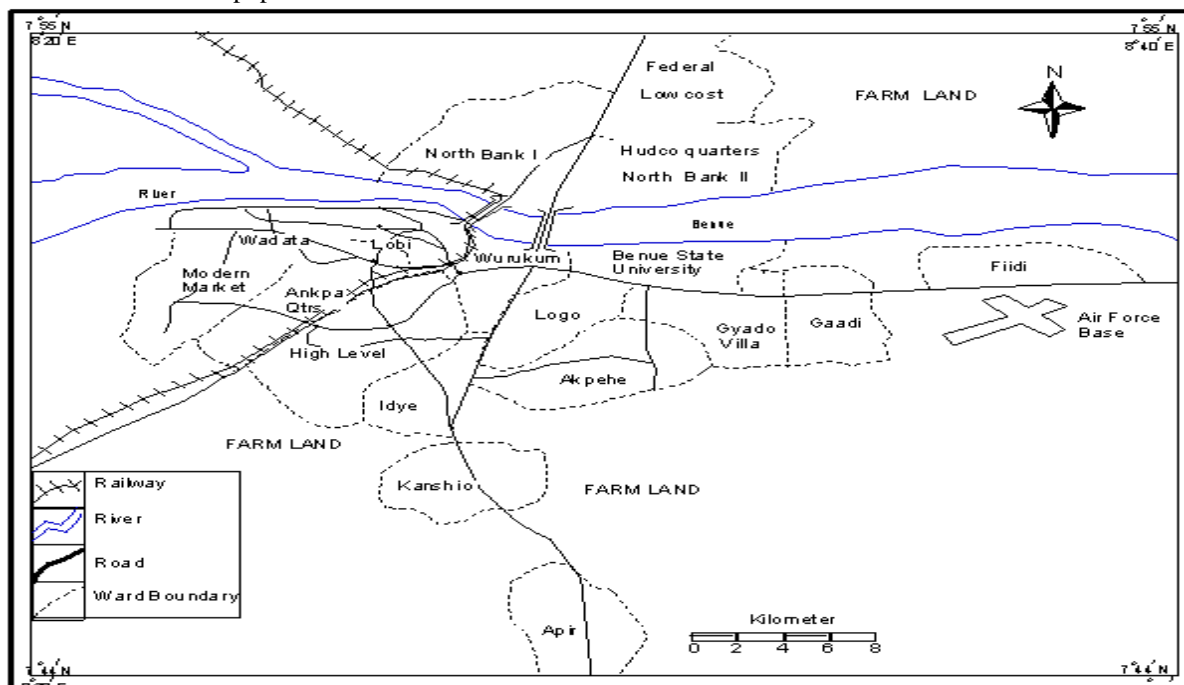 7°55′N
8°20′E
7°55′N
8°40′E
Federal
Low cost
FARM LAND
N
North Bank I
Hudco quarters
North Bank II
River
Benue
Wadata
Lobi
Wurukum
Benue State
University
Fiidi
Modern
Market
Ankpa
Qtrs
Logo
Gyado
Villa
Gaadi
Air Force
Base
High Level
Akpehe
Idye
FARM LAND
Kanshio
FARM LAND
Railway
River
Road
Ward Boundary
Apir
Kilometer
0 2 4 6 8
7°44′N
7°44′N